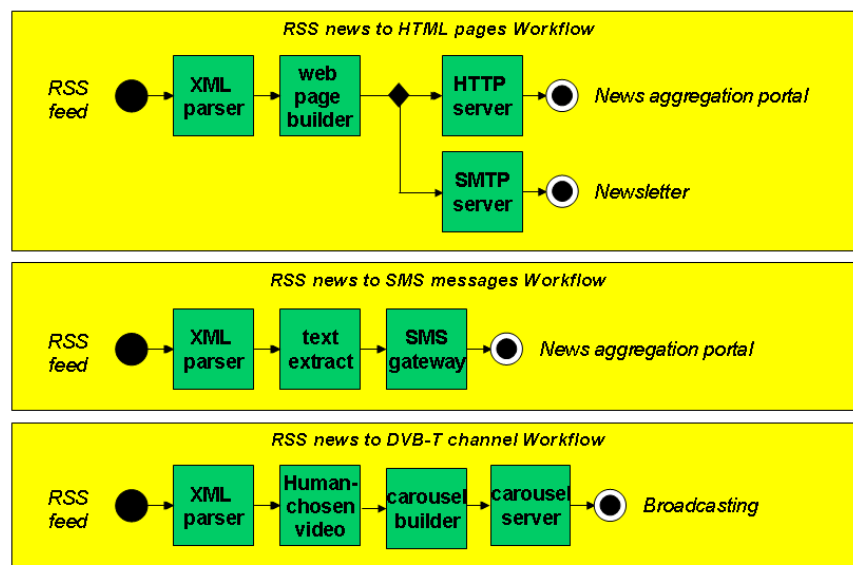 RSS news to HTML pages Workflow
RSS
feed
XML
parser
web
page
builder
HTTP
server
News aggregation portal
SMTP
server
Newsletter
RSS news to SMS messages Workflow
RSS
feed
XML
parser
text
extract
SMS
gateway
News aggregation portal
RSS news to DVB-T channel Workflow
RSS
feed
XML
parser
Human-
chosen
video
carousel
builder
carousel
server
Broadcasting